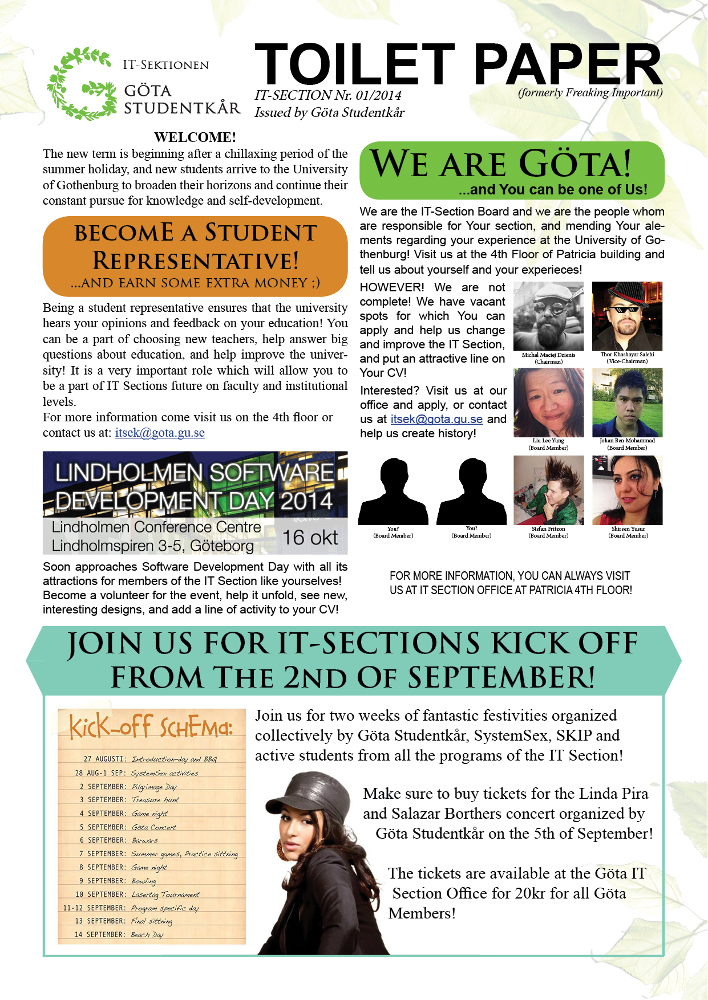 IT-SEKTIONEN
GÖTA
STUDENTKÅR
TOILET PAPER
IT-SECTION Nr. 01/2014
(formerly Freaking Important)
Issued by Göta Studentkår
WELCOME!
The new term is beginning after a chillaxing period of the
summer holiday, and new students arrive to the University
of Gothenburg to broaden their horizons and continue their
constant pursue for knowledge and self-development.
BECOME A STUDENT
REPRESENTATIVE!
...AND EARN SOME EXTRA MONEY ;)
Being a student representative ensures that the university
hears your opinions and feedback on your education! You
can be a part of choosing new teachers, help answer big
questions about education, and help improve the univer-
sity! It is a very important role which will allow you to
be a part of IT Sections future on faculty and institutional
levels.
For more information come visit us on the 4th floor or
contact us at: itsek@gota.gu.se
LINDHOLMEN SOFTWARE
DEVELOPMENT DAY 2014
Lindholmen Conference Centre
Lindholmspiren 3-5, Göteborg
16 okt
Soon approaches Software Development Day with all its
attractions for members of the IT Section like yourselves!
Become a volunteer for the event, help it unfold, see new,
interesting designs, and add a line of activity to your CV!
WE ARE GÖTA!
...and You can be one of Us!
We are the IT-Section Board and we are the people whom
are responsible for Your section, and mending Your ale-
ments regarding your experience at the University of Go-
thenburg! Visit us at the 4th Floor of Patricia building and
tell us about yourself and your experieces!
HOWEVER! We are not
complete! We have vacant
spots for which You can
apply and help us change
and improve the IT Section,
and put an attractive line on
Your CV!
Interested? Visit us at our
office and apply, or contact
us at itsek@gota.gu.se and
help us create history!
Michal Maciej Dzienis
(Chairman)
Thor Khashayar Salehi
(Vice-Chairman)
Lin Lee Yung
(Board Member)
Johan Ben Mohammad
(Board Member)
You?
(Board Member)
You?
(Board Member)
Stefan Fritzon
(Board Member)
Shireen Yasar
(Board Member)
FOR MORE INFORMATION, YOU CAN ALWAYS VISIT
US AT IT SECTION OFFICE AT PATRICIA 4TH FLOOR!
JOIN US FOR IT-SECTIONS KICK OFF
FROM THE 2ND OF SEPTEMBER!
Kick-off SCHEMa:
27 AUGUSTI: Introduction-day and BBQ
28 AUG-1 SEP: SystemSex activities
2 SEPTEMBER: Pilgrimage Day
3 SEPTEMBER: Treasure hunt
4 SEPTEMBER: Game night
5 SEPTEMBER: Göta Concert
6 SEPTEMBER: Barwars
7 SEPTEMBER: Summer games, Practice sittning
8 SEPTEMBER: Game night
9 SEPTEMBER: Bowling
10 SEPTEMBER: Lasertag Tournament
11-12 SEPTEMBER: Program specific day
13 SEPTEMBER: Final sittning
14 SEPTEMBER: Beach Day
Join us for two weeks of fantastic festivities organized
collectively by Göta Studentkår, SystemSex, SKIP and
active students from all the programs of the IT Section!
Make sure to buy tickets for the Linda Pira
and Salazar Borthers concert organized by
Göta Studentkår on the 5th of September!
The tickets are available at the Göta IT
Section Office for 20kr for all Göta
Members!